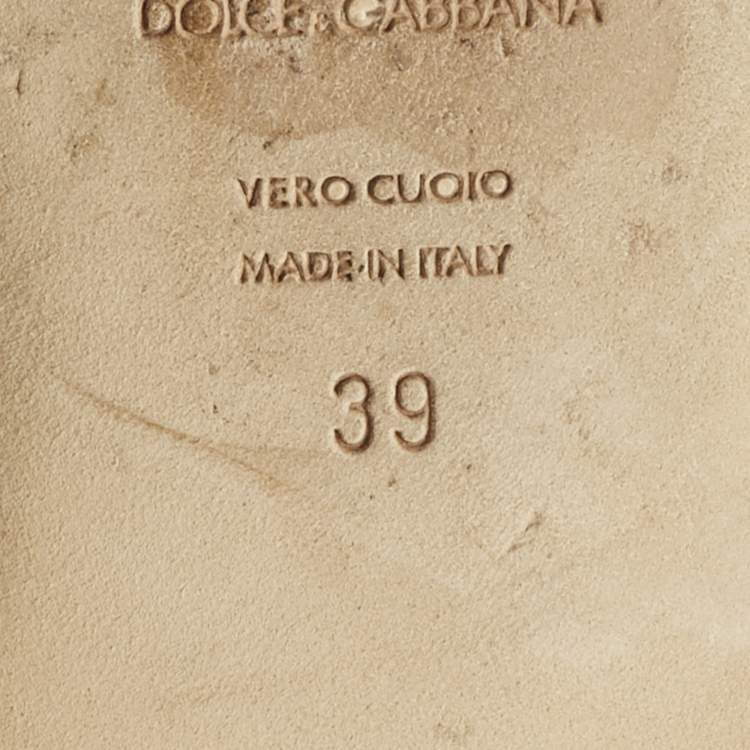 DOLCE & GABBANA
VERO CUOIO
MADE IN ITALY
39